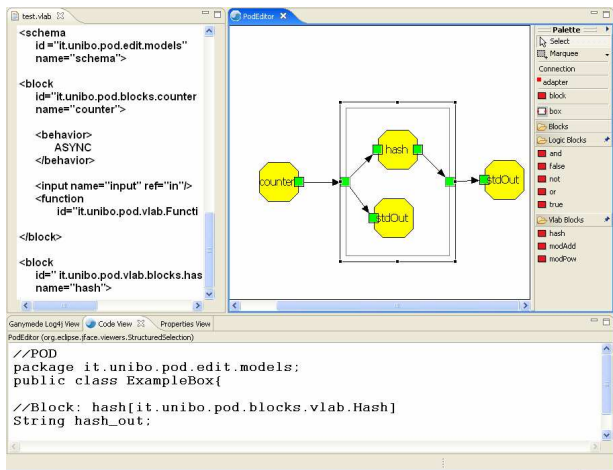 test.vlab
<schema
id ="it.unibo.pod.edit.models"
name="schema">
<block
id="it.unibo.pod.blocks.counter
name="counter">
<behavior>
ASYNC
</behavior>
<input name="input" ref="in"/>
<function
id="it.unibo.pod.vlab.Functi
</block>
<block
id=" it.unibo.pod.vlab.blocks.has
name="hash">
PodEditor
counter
hash
stdOut
stdOut
Palette
Select
Marquee
Connection
adapter
block
box
Blocks
Logic Blocks
and
false
not
or
true
Vlab Blocks
hash
modAdd
modPow
Ganymede Log4j View Code View Properties View
PodEditor (org.eclipse.jface.viewers.StructuredSelection)
//POD
package it.unibo.pod.edit.models;
public class ExampleBox{
//Block: hash[it.unibo.pod.blocks.vlab.Hash]
String hash_out;